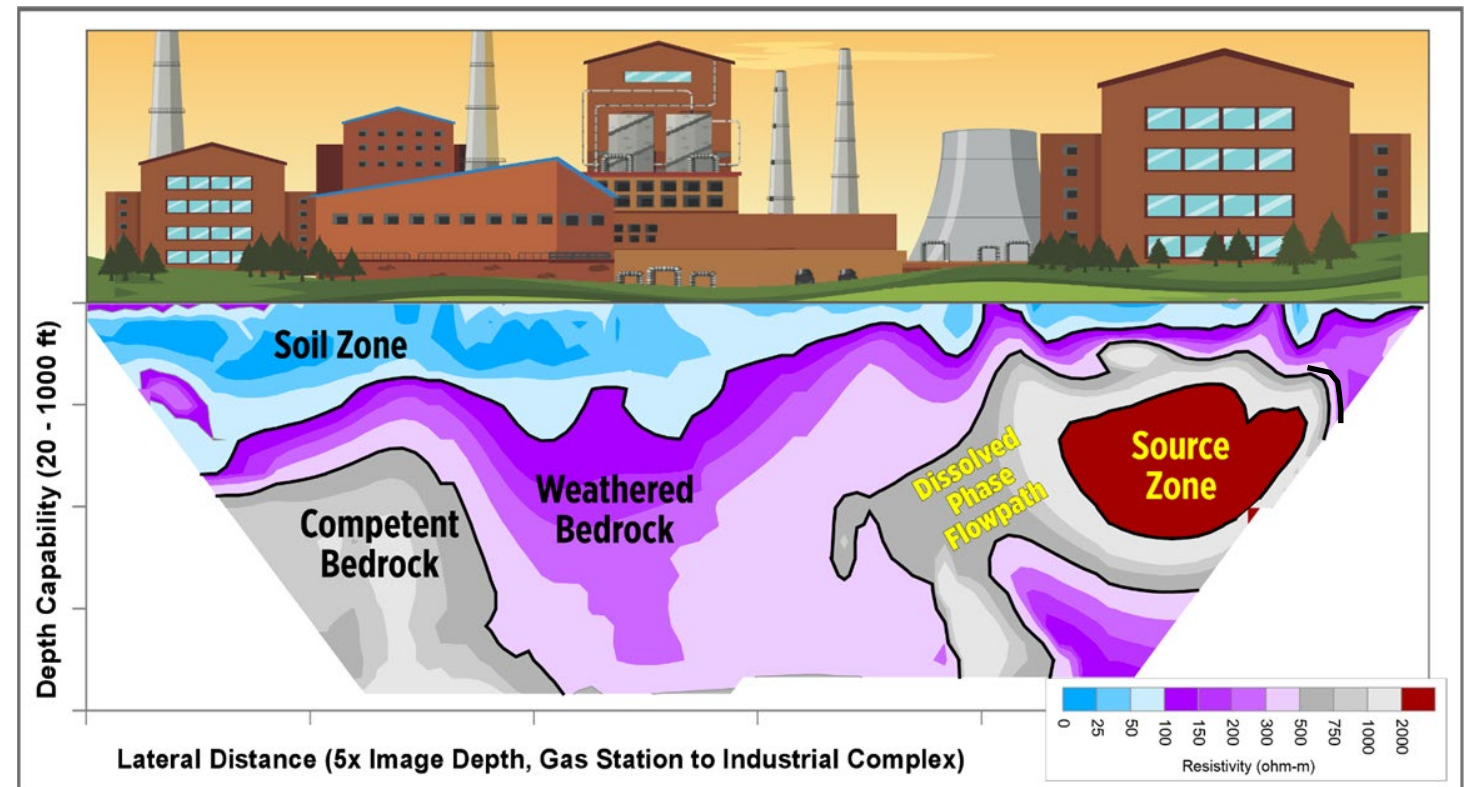 Depth Capability (20 - 1000 ft)
Soil Zone
Competent
Bedrock
Weathered
Bedrock
Dissolved
Phase
Flowpath
Source
Zone
0
25
50
100
150
200
300
500
750
1000
2000
Resistivity (ohm-m)
Lateral Distance (5x Image Depth, Gas Station to Industrial Complex)